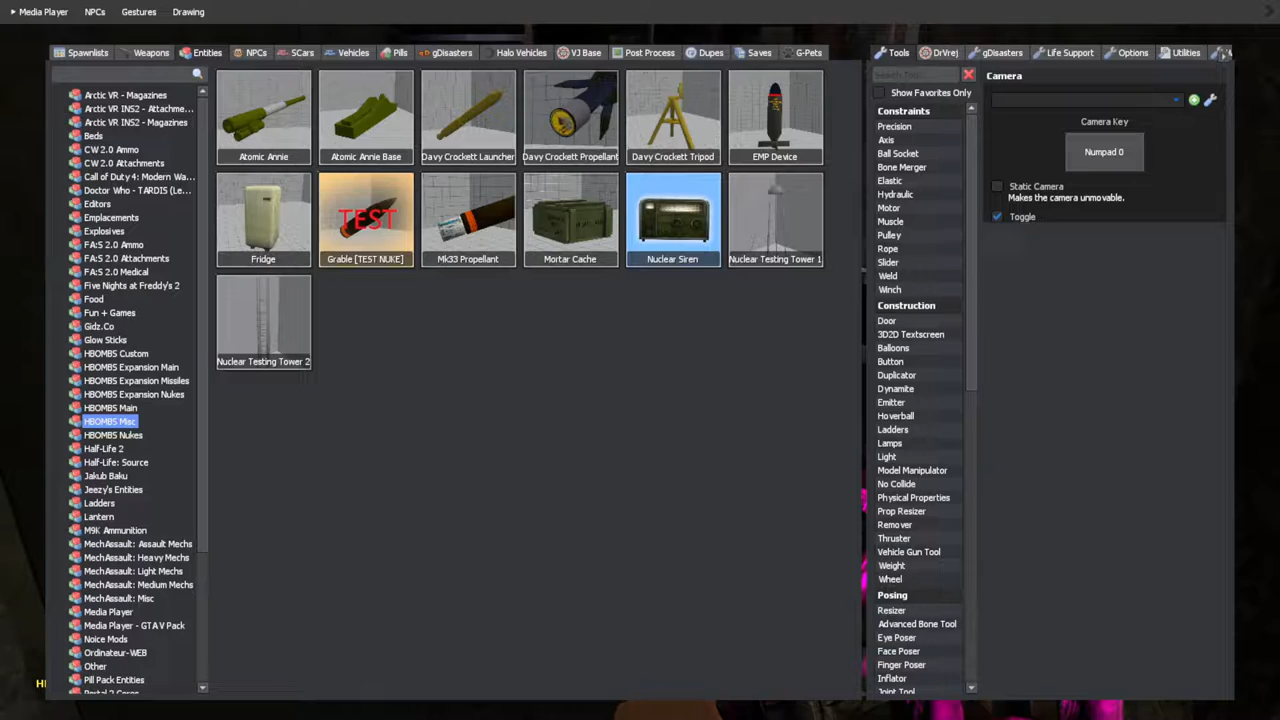 Media Player NPCs Gestures Drawing
Spawnlists Weapons Entities NPCs SCars Vehicles Pills gDisasters Halo Vehicles VJ Base Post Process Dupes Saves G-Pets
Tools DrVrej gDisasters Life Support Options Utilities
Arctic VR - Magazines
Arctic VR INS2 - Attachme...
Arctic VR INS2 - Magazines
Beds
CW 2.0 Ammo
CW 2.0 Attachments
Call of Duty 4: Modern Wa...
Doctor Who - TARDIS (Le...
Editors
Emplacements
Explosives
FA:S 2.0 Ammo
FA:S 2.0 Attachments
FA:S 2.0 Medical
Five Nights at Freddy's 2
Food
Fun + Games
Gidz.Co
Glow Sticks
HBOMBS Custom
HBOMBS Expansion Main
HBOMBS Expansion Missiles
HBOMBS Expansion Nukes
HBOMBS Main
HBOMBS Misc
HBOMBS Nukes
Half-Life 2
Half-Life: Source
Jakub Baku
Jeezy's Entities
Ladders
Lantern
M9K Ammunition
MechAssault: Assault Mechs
MechAssault: Heavy Mechs
MechAssault: Light Mechs
MechAssault: Medium Mechs
MechAssault: Misc
Media Player
Media Player - GTA V Pack
Noice Mods
Ordinateur-WEB
Other
Pill Pack Entities
Portal 2 Cores
Atomic Annie
Atomic Annie Base
Davy Crockett Launcher
Davy Crockett Propellant
Davy Crockett Tripod
EMP Device
Fridge
TEST
Grable [TEST NUKE]
Mk33 Propellant
Mortar Cache
Nuclear Siren
Nuclear Testing Tower 1
Nuclear Testing Tower 2
Search Tool...
Show Favorites Only
Constraints
Precision
Axis
Ball Socket
Bone Merger
Elastic
Hydraulic
Motor
Muscle
Pulley
Rope
Slider
Weld
Winch
Construction
Door
3D2D Textscreen
Balloons
Button
Duplicator
Dynamite
Emitter
Hoverball
Ladders
Lamps
Light
Model Manipulator
No Collide
Physical Properties
Prop Resizer
Remover
Thruster
Vehicle Gun Tool
Weight
Wheel
Posing
Resizer
Advanced Bone Tool
Eye Poser
Face Poser
Finger Poser
Inflator
Joint Tool
Camera
Camera Key
Numpad 0
Static Camera
Makes the camera unmovable.
Toggle